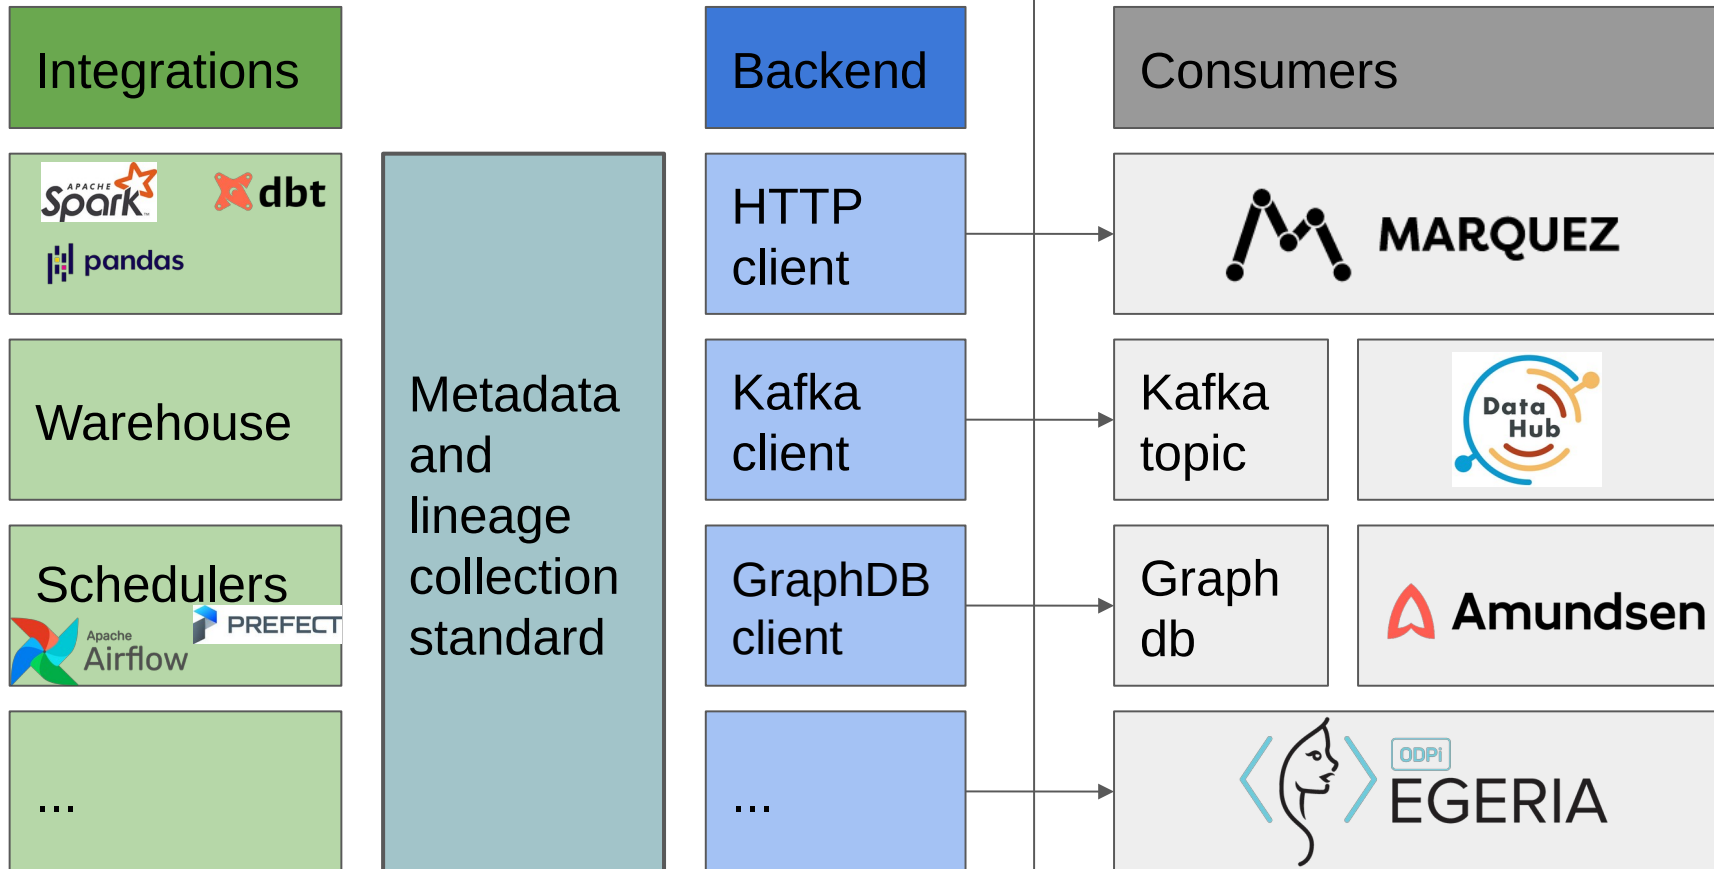 Integrations
Backend
Consumers
APACHE
Spark™
dbt
pandas
HTTP
client
MARQUEZ
Warehouse
Metadata
and
lineage
collection
standard
Kafka
client
Kafka
topic
Data
Hub
Schedulers
Apache
Airflow
PREFECT
GraphDB
client
Graph
db
Amundsen
...
...
ODPi
EGERIA